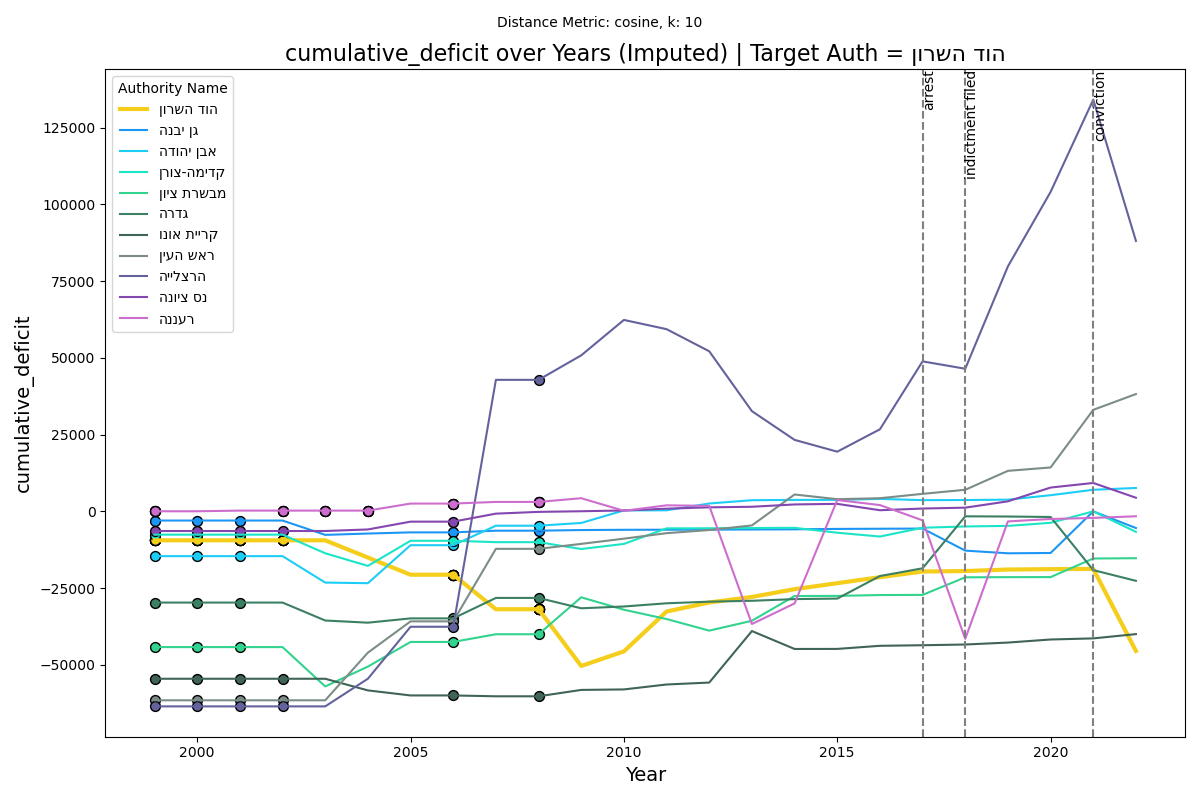 Distance Metric: cosine, k: 10
cumulative_deficit over Years (Imputed) | Target Auth = הוד השרון
Authority Name
הוד השרון
גן יבנה
אבן יהודה
קדימה-צורן
מבשרת ציון
גדרה
קריית אונו
ראש העין
הרצלייה
נס ציונה
רעננה
arrest
indictment filed
conviction
cumulative_deficit
125000
100000
75000
50000
25000
0
−25000
−50000
2000
2005
2010
2015
2020
Year